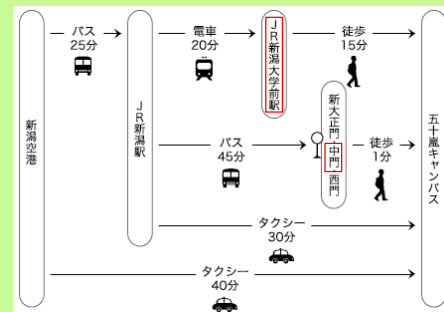 新潟空港
バス
25分
JR新潟駅
電車
20分
JR新潟大学前駅
徒歩
15分
バス
45分
新大正門・中門・西門
徒歩
1分
タクシー
30分
タクシー
40分
五十嵐キャンパス